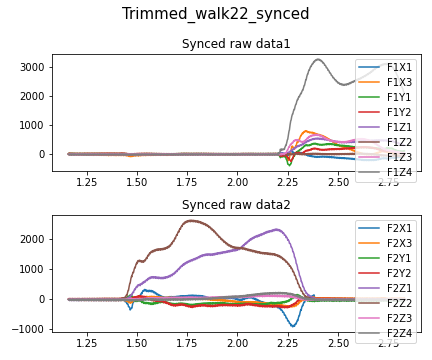 Trimmed_walk22_synced
Synced raw data1
3000
2000
1000
0
1.25 1.50 1.75 2.00 2.25 2.50 2.75
F1X1
F1X3
F1Y1
F1Y2
F1Z1
F1Z2
F1Z3
F1Z4
Synced raw data2
2000
1000
0
−1000
1.25 1.50 1.75 2.00 2.25 2.50 2.75
F2X1
F2X3
F2Y1
F2Y2
F2Z1
F2Z2
F2Z3
F2Z4